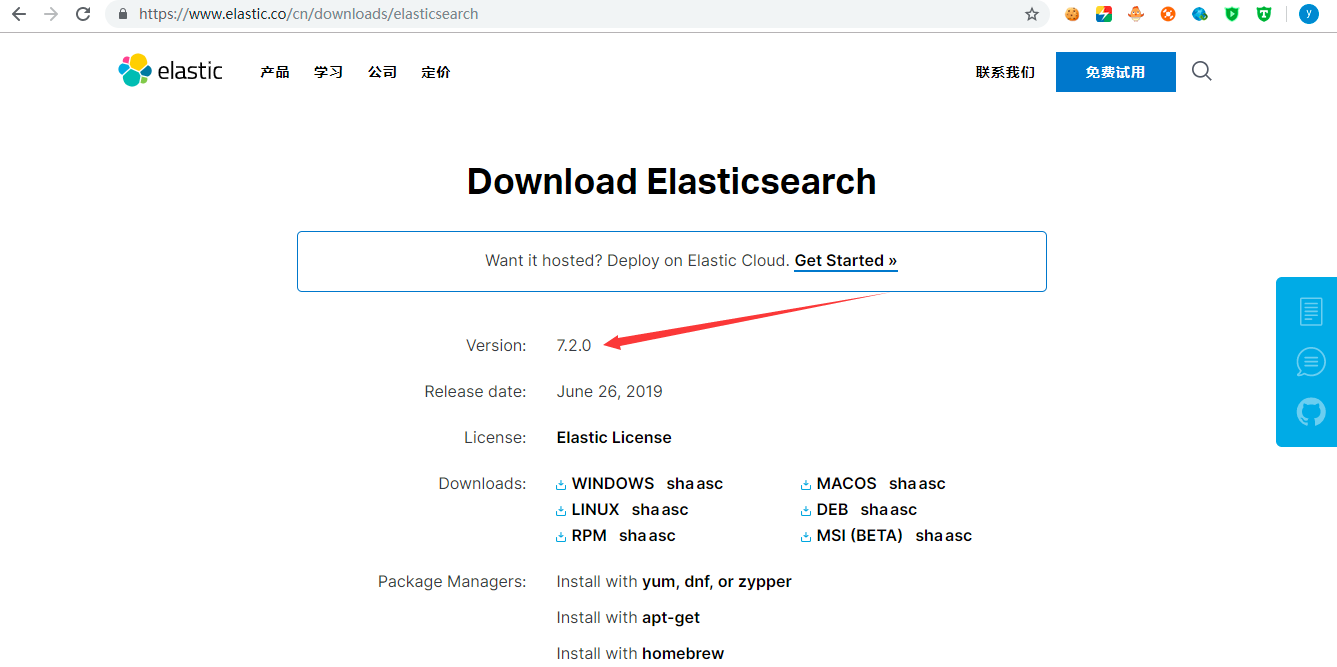 https://www.elastic.co/cn/downloads/elasticsearch
y
elastic 产品 学习 公司 定价 联系我们 免费试用
Download Elasticsearch
Want it hosted? Deploy on Elastic Cloud. Get Started »
Version: 7.2.0
Release date: June 26, 2019
License: Elastic License
Downloads: WINDOWS sha asc MACOS sha asc
LINUX sha asc DEB sha asc
RPM sha asc MSI (BETA) sha asc
Package Managers: Install with yum, dnf, or zypper
Install with apt-get
Install with homebrew